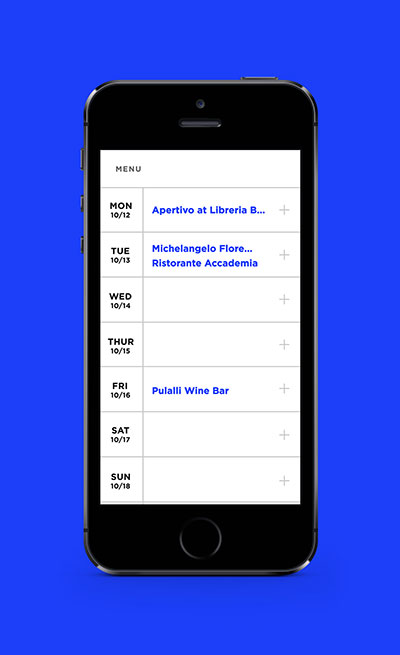 MENU
MON
10/12
Apertivo at Libreria B...
TUE
10/13
Michelangelo Flore...
Ristorante Accademia
WED
10/14
THUR
10/15
FRI
10/16
Pulalli Wine Bar
SAT
10/17
SUN
10/18